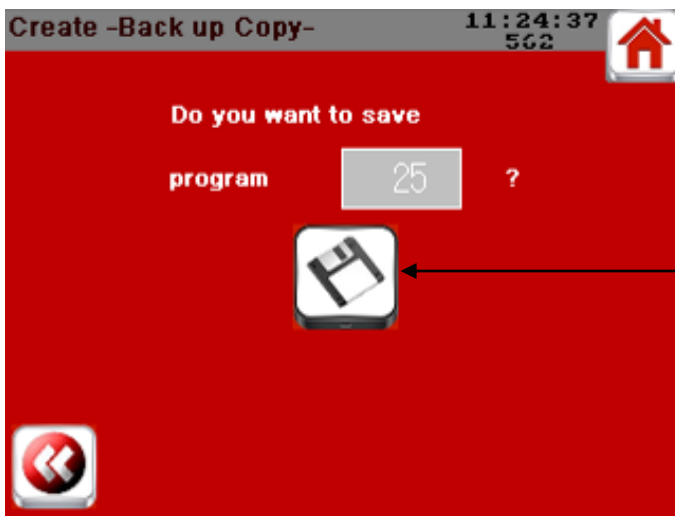 Create -Back up Copy-
11:24:37
562
Do you want to save
program 25 ?